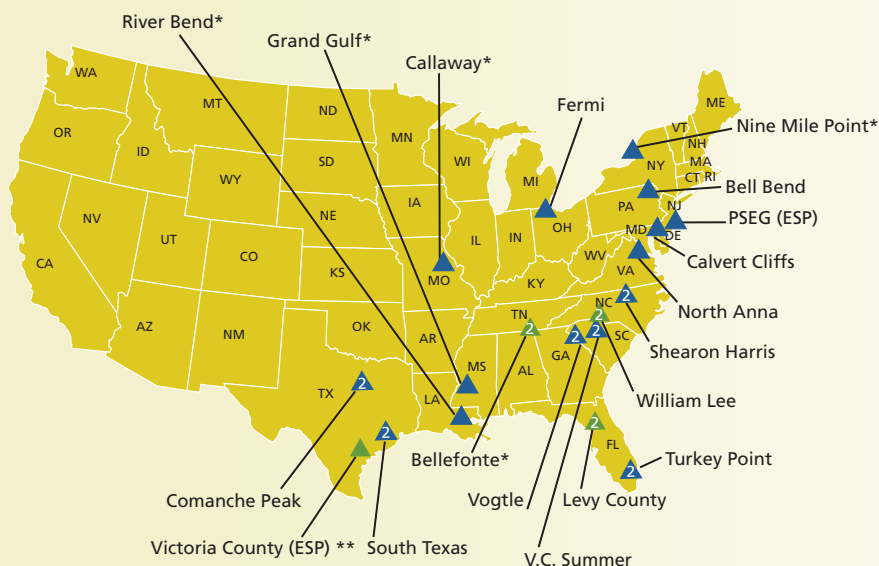 River Bend*
Grand Gulf*
Callaway*
Fermi
Nine Mile Point*
Bell Bend
PSEG (ESP)
Calvert Cliffs
North Anna
Shearon Harris
William Lee
Turkey Point
Levy County
V.C. Summer
Vogtle
Bellefonte*
South Texas
Victoria County (ESP) **
Comanche Peak
WA
OR
CA
ID
NV
MT
WY
UT
AZ
CO
NM
ND
SD
NE
KS
OK
TX
MN
IA
MO
AR
LA
WI
IL
MS
MI
IN
KY
TN
AL
OH
WV
GA
FL
SC
NC
VA
PA
NY
MD
DE
NJ
CT
RI
MA
VT
NH
ME
2
2
2
2
2
2
2
2
2